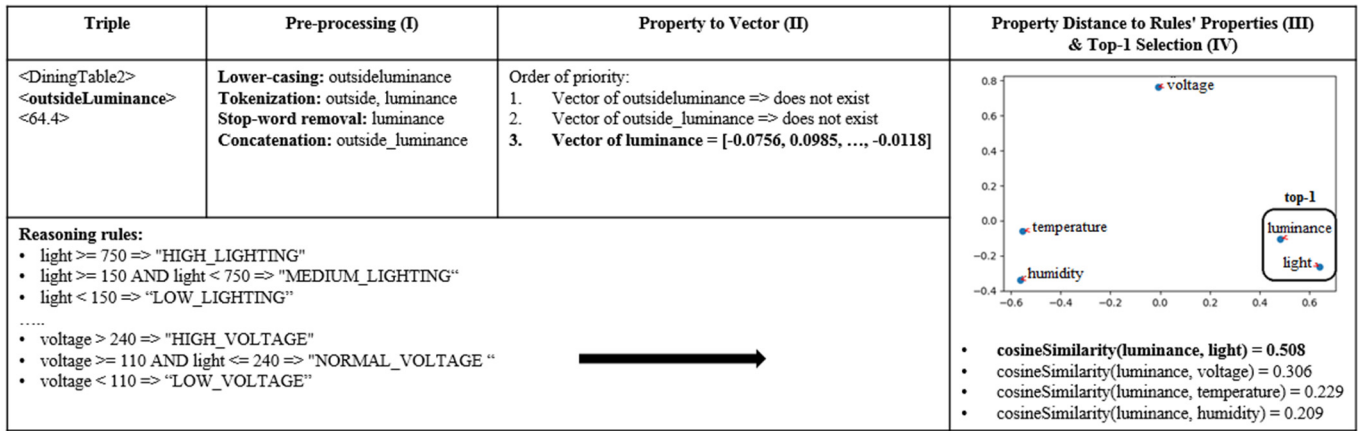 Triple
Pre-processing (I)
Property to Vector (II)
Property Distance to Rules' Properties (III)
& Top-1 Selection (IV)
<DiningTable2>
<outsideLuminance>
<64.4>
Lower-casing: outsideluminance
Tokenization: outside, luminance
Stop-word removal: luminance
Concatenation: outside_luminance
Order of priority:
1. Vector of outsideluminance => does not exist
2. Vector of outside_luminance => does not exist
3. Vector of luminance = [-0.0756, 0.0985, …, -0.0118]
0.8
0.6
0.4
0.2
0.0
−0.2
−0.4
−0.6
−0.4
−0.2
0.0
0.2
0.4
0.6
voltage
top-1
luminance
light
temperature
humidity
Reasoning rules:
• light >= 750 => "HIGH_LIGHTING"
• light >= 150 AND light < 750 => "MEDIUM_LIGHTING“
• light < 150 => “LOW_LIGHTING”
…..
• voltage > 240 => "HIGH_VOLTAGE"
• voltage >= 110 AND light <= 240 => "NORMAL_VOLTAGE “
• voltage < 110 => “LOW_VOLTAGE”
• cosineSimilarity(luminance, light) = 0.508
• cosineSimilarity(luminance, voltage) = 0.306
• cosineSimilarity(luminance, temperature) = 0.229
• cosineSimilarity(luminance, humidity) = 0.209